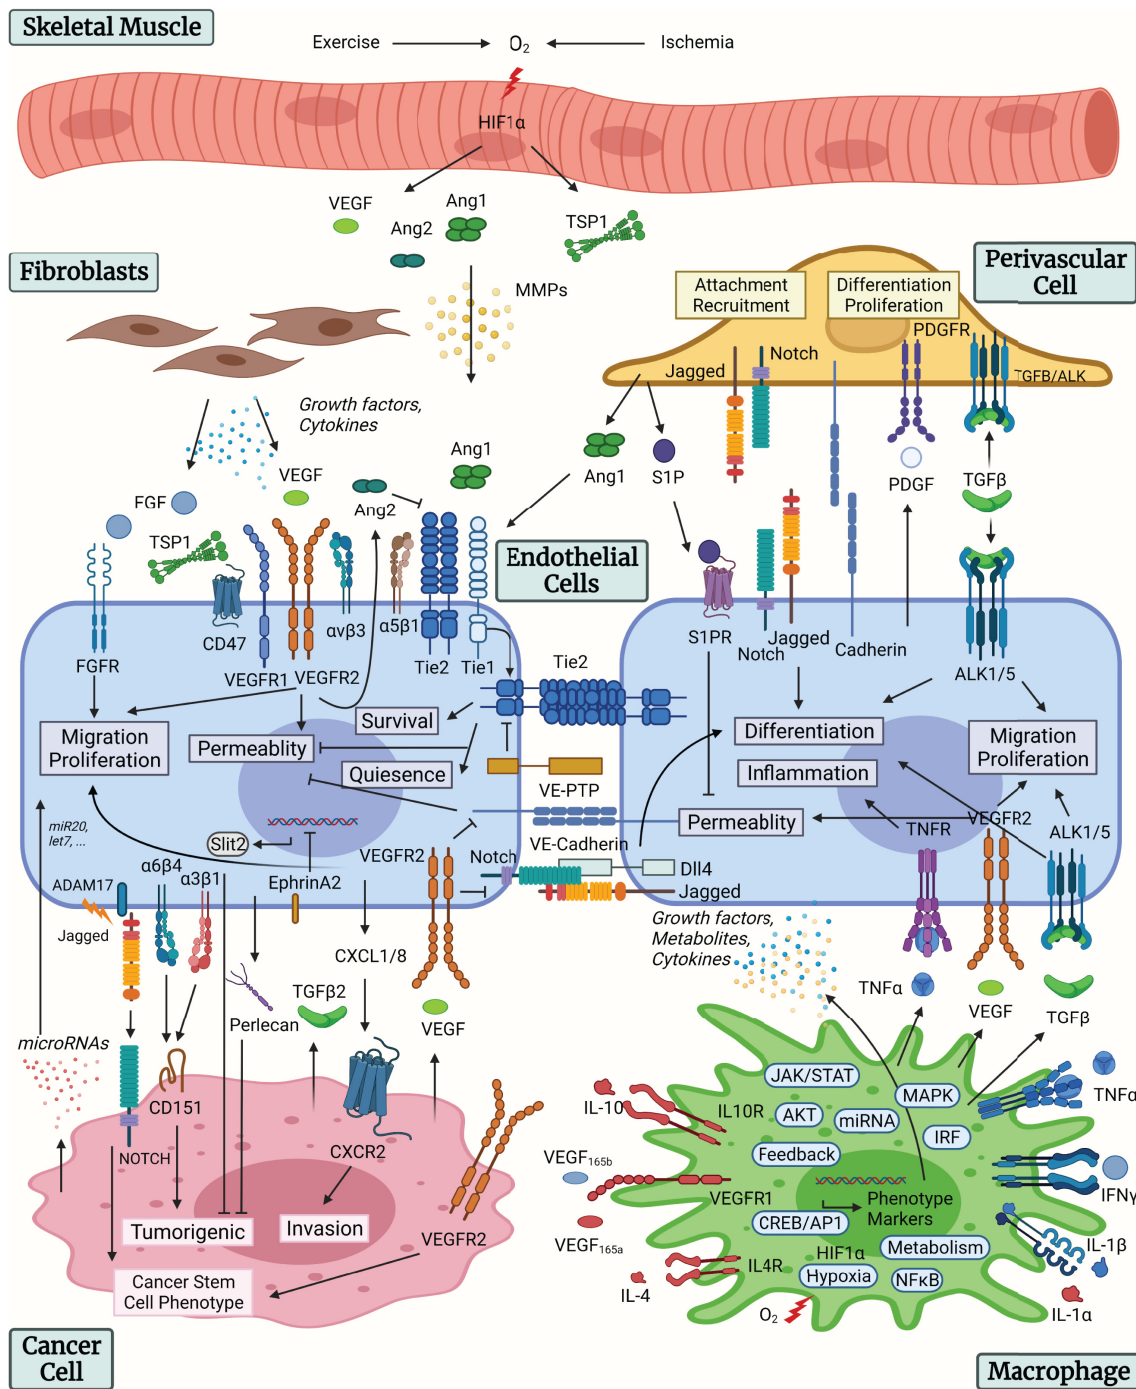 Skeletal Muscle
Exercise
O₂
Ischemia
HIF1α
VEGF
Ang2
Ang1
TSP1
MMPs
Fibroblasts
Growth factors,
Cytokines
FGF
TSP1
VEGF
Ang2
Ang1
Perivascular
Cell
Attachment
Recruitment
Differentiation
Proliferation
Jagged
Notch
PDGFR
TGFB/ALK
Ang1
S1P
PDGF
TGFβ
Endothelial
Cells
FGFR
CD47
VEGFR1
VEGFR2
αvβ3
α5β1
Tie2
Tie1
S1PR
Notch
Jagged
Cadherin
ALK1/5
Tie2
Migration
Proliferation
Permeablity
Survival
Quiesence
VE-PTP
VE-Cadherin
Differentiation
Inflammation
Permeablity
Migration
Proliferation
TNFR
VEGFR2
ALK1/5
miR20,
let7, ...
Slit2
EphrinA2
VEGFR2
Notch
Dll4
Jagged
α6β4
α3β1
ADAM17
Jagged
CXCL1/8
TGFβ2
Perlecan
VEGF
microRNAs
Growth factors,
Metabolites,
Cytokines
TNFα
VEGF
TGFβ
CD151
NOTCH
CXCR2
Tumorigenic
Invasion
VEGFR2
Cancer Stem
Cell Phenotype
Cancer
Cell
JAK/STAT
MAPK
AKT
miRNA
IRF
Feedback
IL-10
IL10R
TNFα
VEGF₁₆₅b
VEGFR1
VEGF₁₆₅a
IFNγ
Phenotype
Markers
CREB/AP1
Metabolism
HIF1α
Hypoxia
NFκB
IL4R
IL-4
O₂
IL-1β
IL-1α
Macrophage